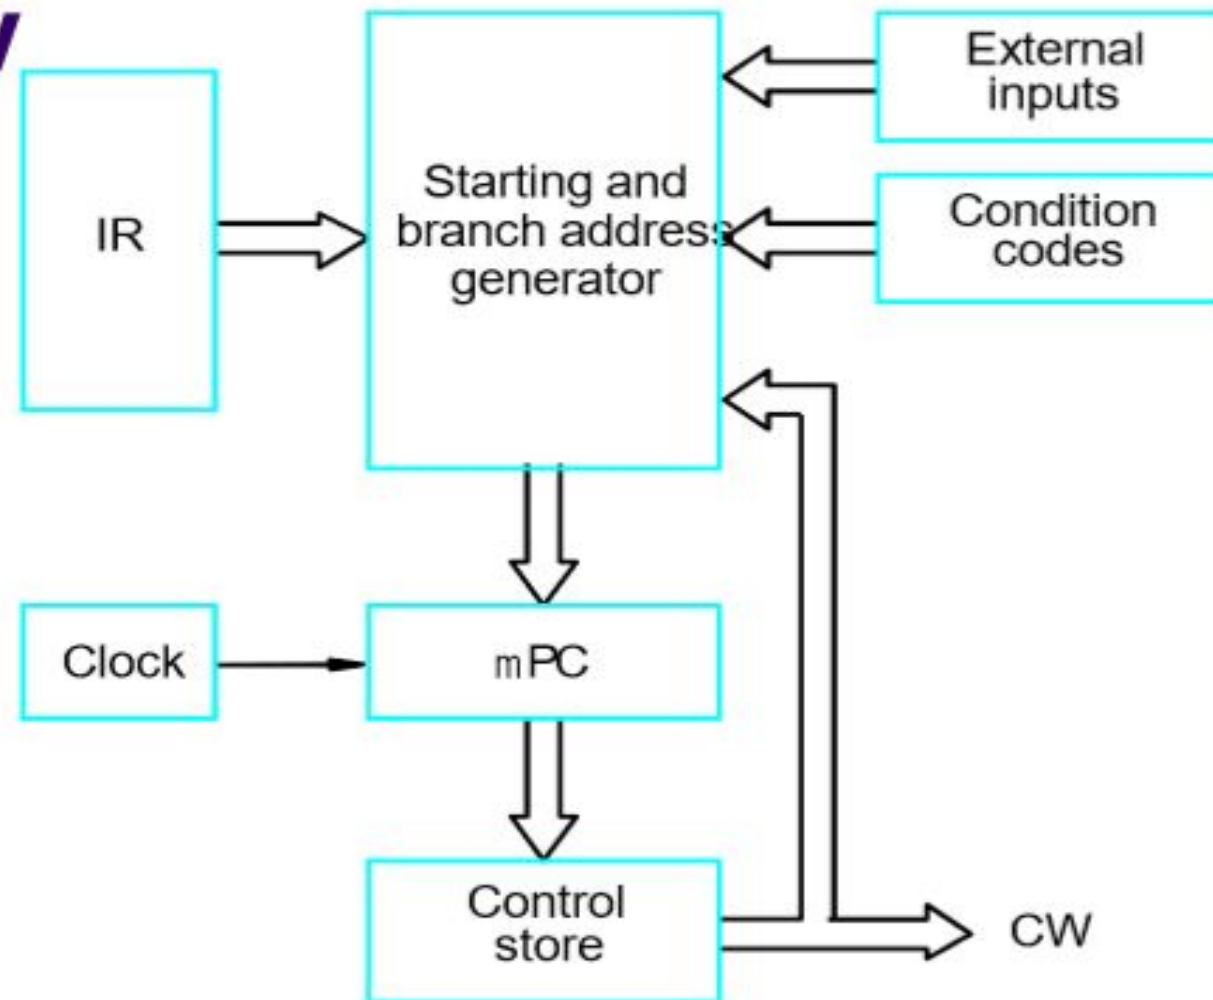 External
inputs
Starting and
branch address
generator
IR
Condition
codes
Clock
mPC
Control
store
CW